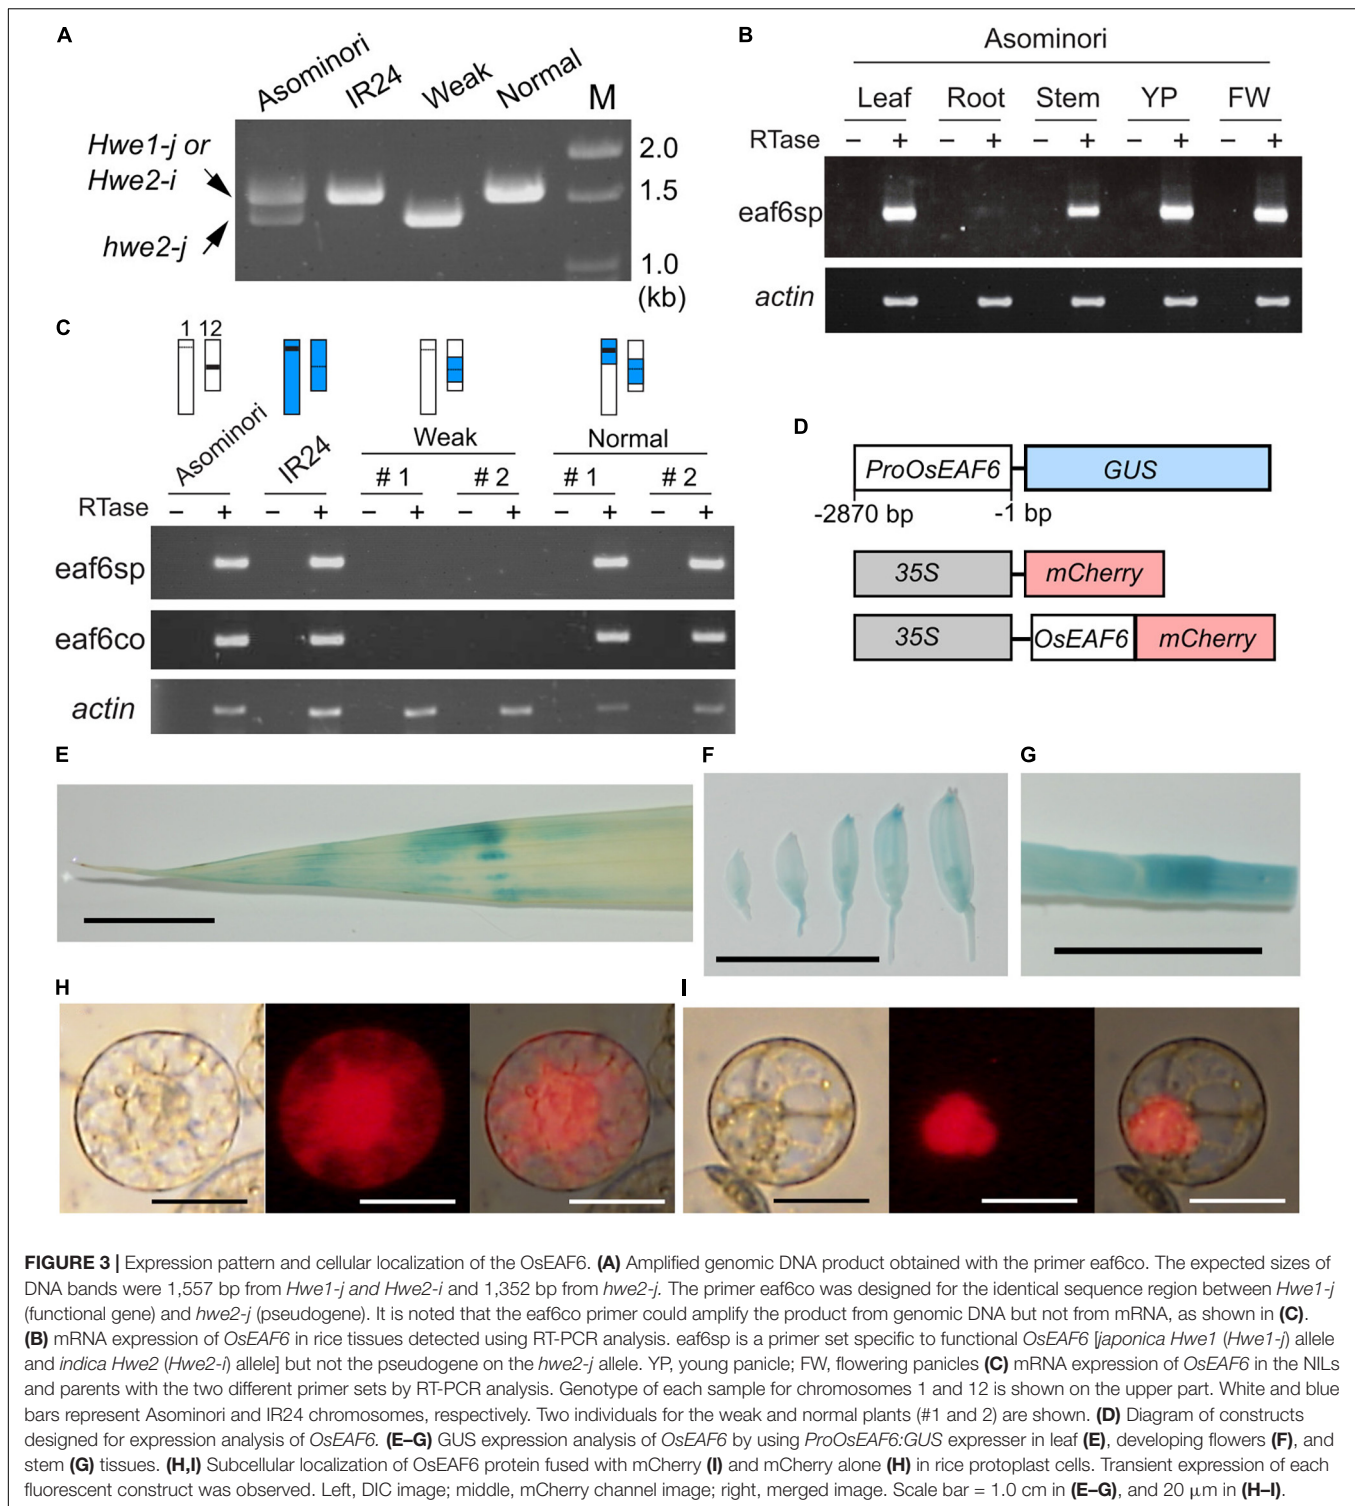 A
Asominori
IR24
Weak
Normal
M
Hwe1-j or
Hwe2-i
hwe2-j
2.0
1.5
1.0
(kb)
B
Asominori
Leaf Root Stem YP FW
RTase − + − + − + − + − +
eaf6sp
actin
C
1 12
Asominori
IR24
Weak
Normal
# 1 # 2 # 1 # 2
RTase − + − + − + − + − + − +
eaf6sp
eaf6co
actin
D
ProOsEAF6 GUS
-2870 bp -1 bp
35S mCherry
35S OsEAF6 mCherry
E
F
G
H
I
FIGURE 3 | Expression pattern and cellular localization of the OsEAF6. (A) Amplified genomic DNA product obtained with the primer eaf6co. The expected sizes of
DNA bands were 1,557 bp from Hwe1-j and Hwe2-i and 1,352 bp from hwe2-j. The primer eaf6co was designed for the identical sequence region between Hwe1-j
(functional gene) and hwe2-j (pseudogene). It is noted that the eaf6co primer could amplify the product from genomic DNA but not from mRNA, as shown in (C).
(B) mRNA expression of OsEAF6 in rice tissues detected using RT-PCR analysis. eaf6sp is a primer set specific to functional OsEAF6 [japonica Hwe1 (Hwe1-j) allele
and indica Hwe2 (Hwe2-i) allele] but not the pseudogene on the hwe2-j allele. YP, young panicle; FW, flowering panicles (C) mRNA expression of OsEAF6 in the NILs
and parents with the two different primer sets by RT-PCR analysis. Genotype of each sample for chromosomes 1 and 12 is shown on the upper part. White and blue
bars represent Asominori and IR24 chromosomes, respectively. Two individuals for the weak and normal plants (#1 and 2) are shown. (D) Diagram of constructs
designed for expression analysis of OsEAF6. (E–G) GUS expression analysis of OsEAF6 by using ProOsEAF6:GUS expresser in leaf (E), developing flowers (F), and
stem (G) tissues. (H,I) Subcellular localization of OsEAF6 protein fused with mCherry (I) and mCherry alone (H) in rice protoplast cells. Transient expression of each
fluorescent construct was observed. Left, DIC image; middle, mCherry channel image; right, merged image. Scale bar = 1.0 cm in (E–G), and 20 μm in (H–I).